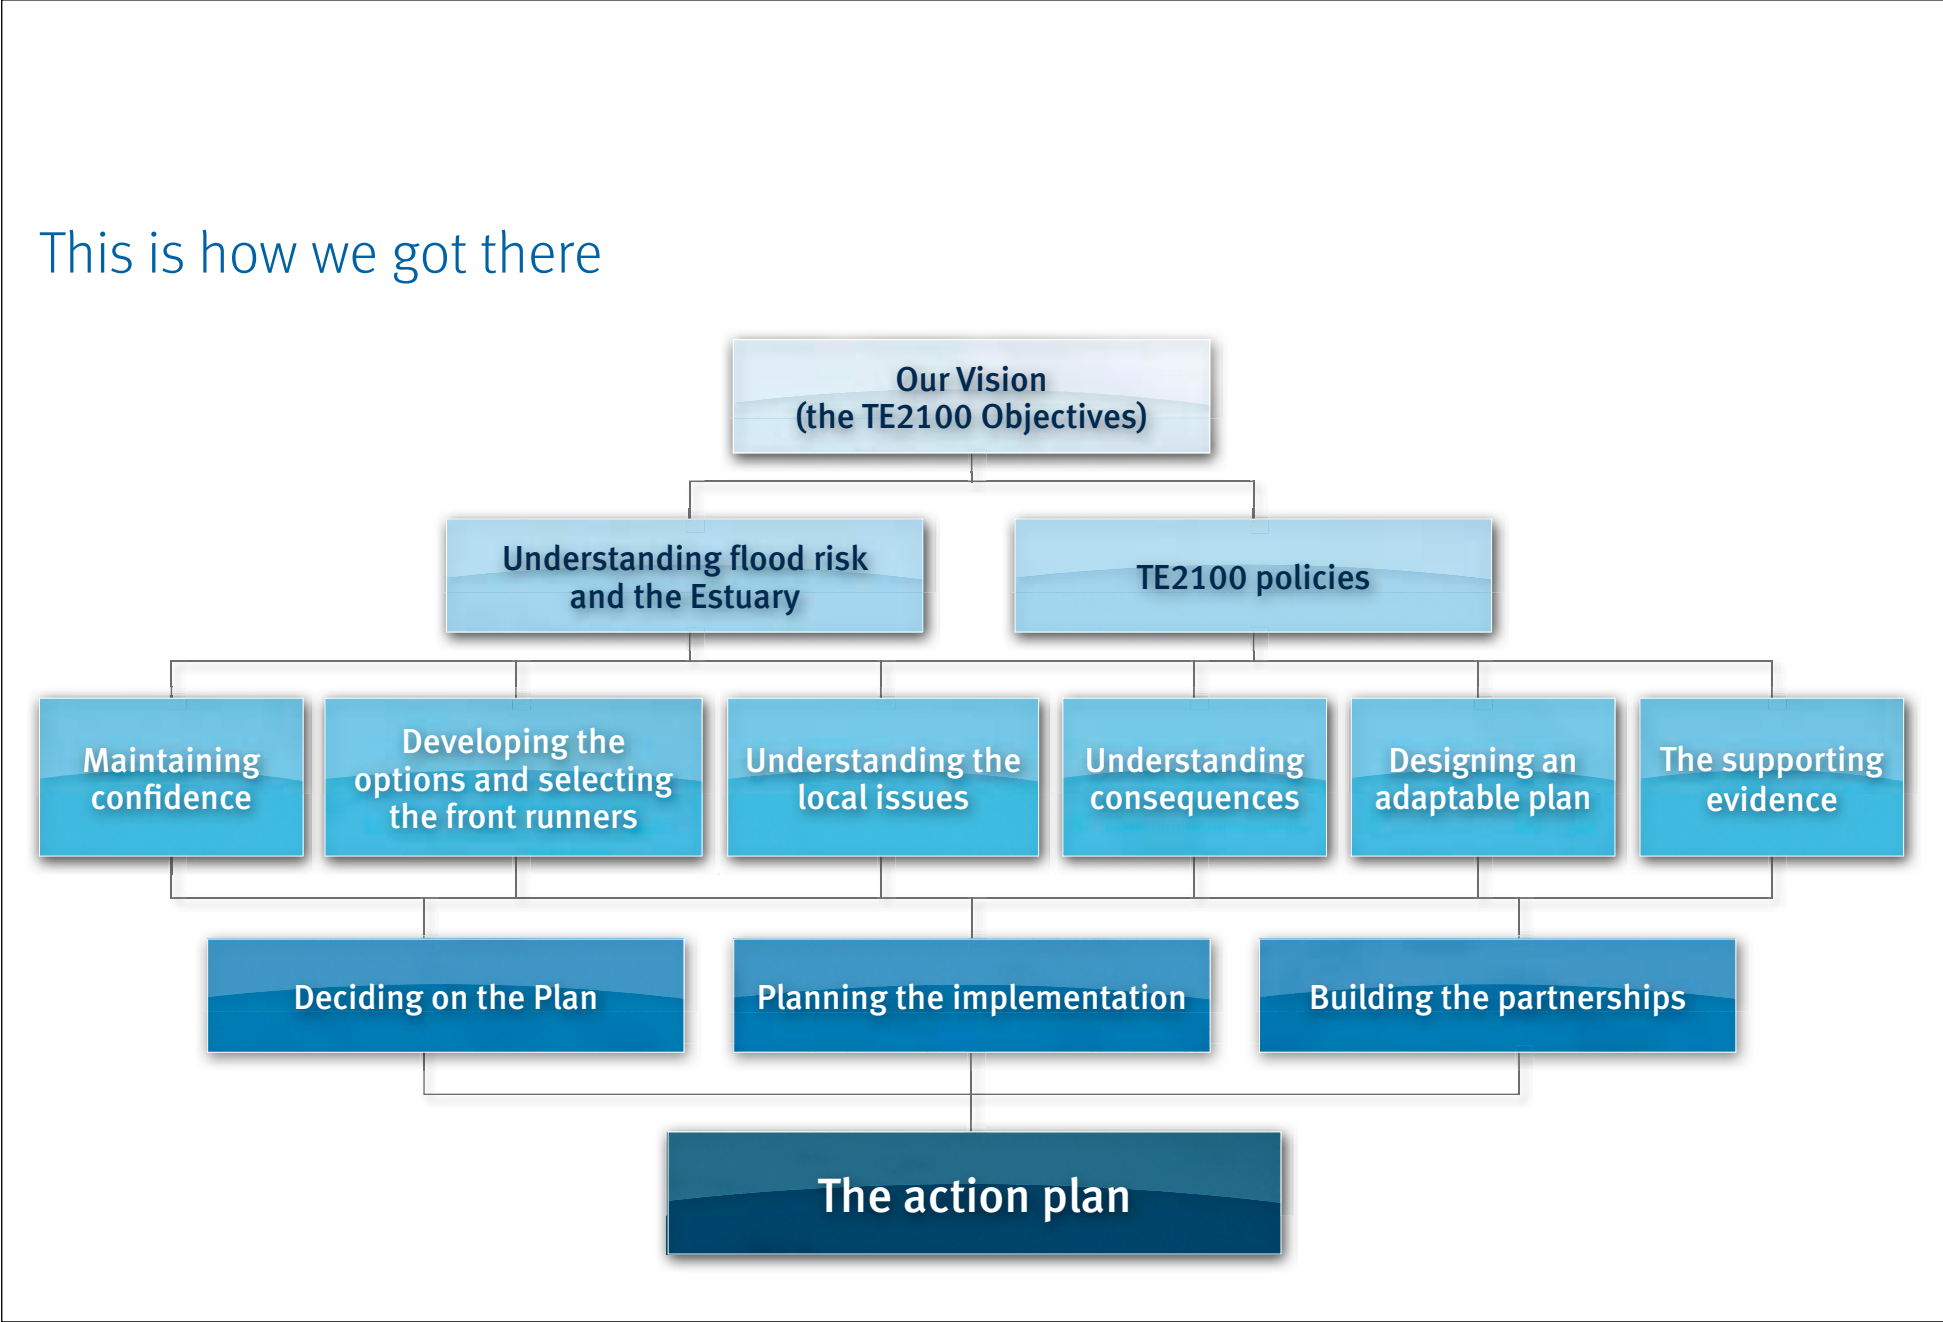 This is how we got there
Our Vision
(the TE2100 Objectives)
Understanding flood risk
and the Estuary
TE2100 policies
Maintaining
confidence
Developing the
options and selecting
the front runners
Understanding the
local issues
Understanding
consequences
Designing an
adaptable plan
The supporting
evidence
Deciding on the Plan
Planning the implementation
Building the partnerships
The action plan